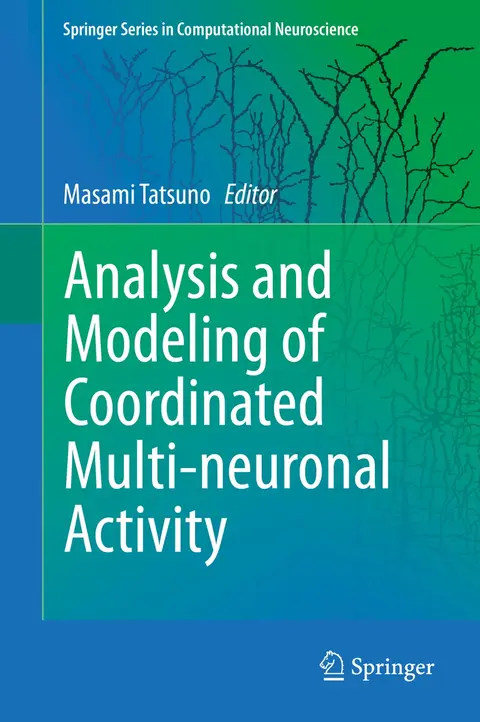 Springer Series in Computational Neuroscience
Masami Tatsuno Editor
Analysis and
Modeling of
Coordinated
Multi-neuronal
Activity
Springer